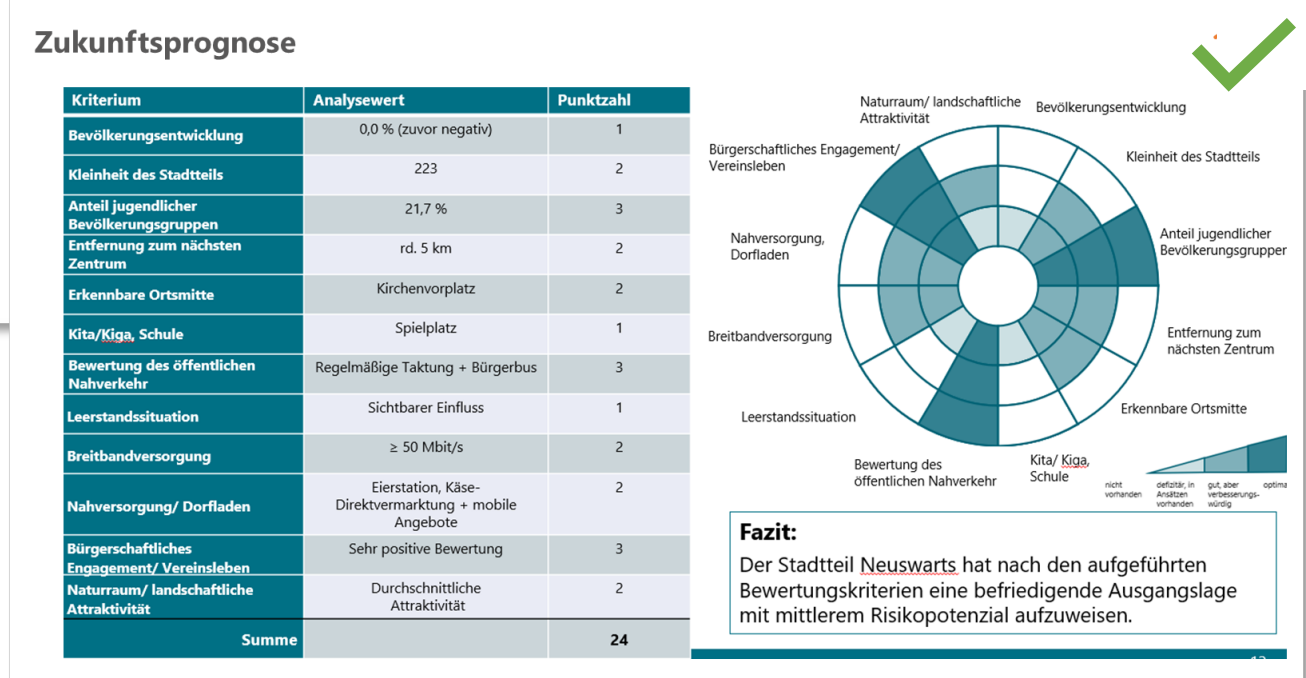 Zukunftsprognose
Kriterium Analysewert Punktzahl
Bevölkerungsentwicklung 0,0 % (zuvor negativ) 1
Kleinheit des Stadtteils 223 2
Anteil jugendlicher
Bevölkerungsgruppen 21,7 % 3
Entfernung zum nächsten
Zentrum rd. 5 km 2
Erkennbare Ortsmitte Kirchenvorplatz 2
Kita/Kiga, Schule Spielplatz 1
Bewertung des öffentlichen
Nahverkehr Regelmäßige Taktung + Bürgerbus 3
Leerstandssituation Sichtbarer Einfluss 1
Breitbandversorgung ≥ 50 Mbit/s 2
Nahversorgung/ Dorfladen Eierstation, Käse-
Direktvermarktung + mobile
Angebote 2
Bürgerschaftliches
Engagement/ Vereinsleben Sehr positive Bewertung 3
Naturraum/ landschaftliche
Attraktivität Durchschnittliche
Attraktivität 2
Summe 24
Naturraum/ landschaftliche
Attraktivität
Bevölkerungsentwicklung
Bürgerschaftliches Engagement/
Vereinsleben
Kleinheit des Stadtteils
Nahversorgung,
Dorfladen
Anteil jugendlicher
Bevölkerungsgruppen
Breitbandversorgung
Entfernung zum
nächsten Zentrum
Leerstandssituation
Erkennbare Ortsmitte
Bewertung des
öffentlichen Nahverkehr
Kita/ Kiga,
Schule
nicht
vorhanden
defizitär, in
Ansätzen
vorhanden
gut, aber
verbesserungs-
würdig
optima
Fazit:
Der Stadtteil Neuswarts hat nach den aufgeführten
Bewertungskriterien eine befriedigende Ausgangslage
mit mittlerem Risikopotenzial aufzuweisen.